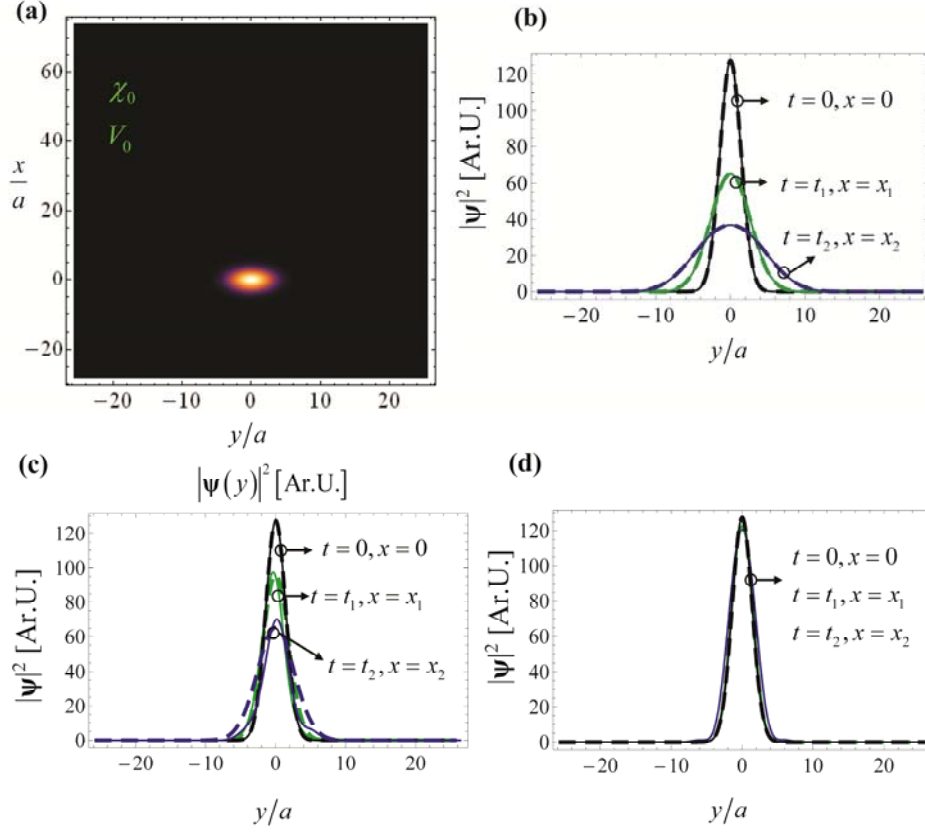 (a)
60
40
20
0
−20
x/a
χ₀
V₀
−20 −10 0 10 20
y/a
(b)
120
100
80
60
40
20
0
|ψ|² [Ar.U.]
t = 0, x = 0
t = t₁, x = x₁
t = t₂, x = x₂
−20 −10 0 10 20
y/a
(c)
|ψ(y)|² [Ar.U.]
120
100
80
60
40
20
0
|ψ|² [Ar.U.]
t = 0, x = 0
t = t₁, x = x₁
t = t₂, x = x₂
−20 −10 0 10 20
y/a
(d)
120
100
80
60
40
20
0
|ψ|² [Ar.U.]
t = 0, x = 0
t = t₁, x = x₁
t = t₂, x = x₂
−20 −10 0 10 20
y/a